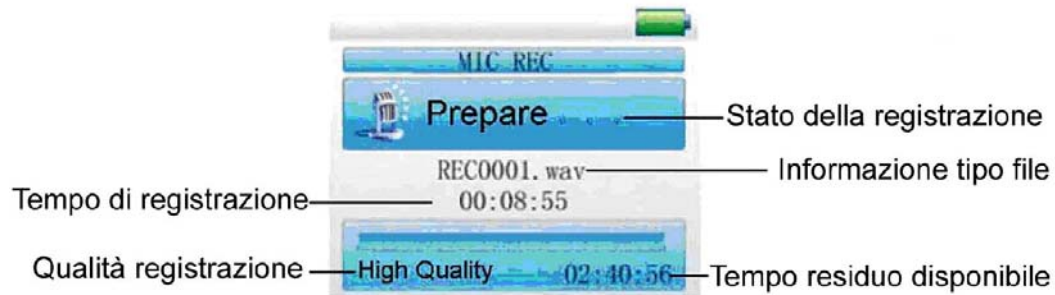 MIC REC
Prepare... Stato della registrazione
REC0001.wav Informazione tipo file
Tempo di registrazione 00:08:55
Qualità registrazione High Quality 02:40:56 Tempo residuo disponibile